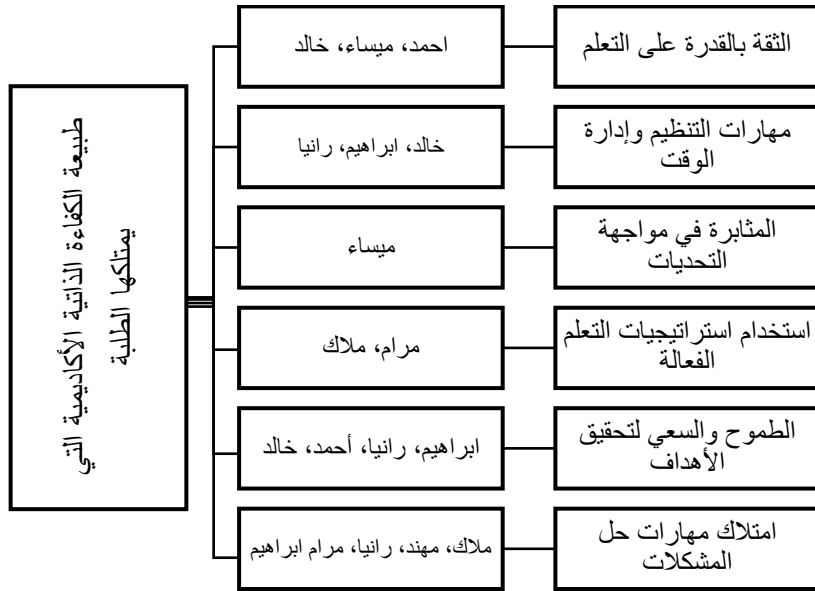 طبيعة الكفاءة الذاتية الأكاديمية التي
يمتلكها الطلبة
احمد، ميساء، خالد
الثقة بالقدرة على التعلم
خالد، ابراهيم، رانيا
مهارات التنظيم وإدارة
الوقت
ميساء
المثابرة في مواجهة
التحديات
مرام، ملاك
استخدام استراتيجيات التعلم
الفعالة
ابراهيم، رانيا، أحمد، خالد
الطموح والسعي لتحقيق
الأهداف
ملاك، مهند، رانيا، مرام ابراهيم
امتلاك مهارات حل
المشكلات